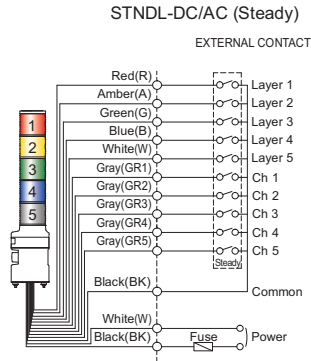 STNDL-DC/AC (Steady)
EXTERNAL CONTACT
Red(R)
Layer 1
Amber(A)
Layer 2
Green(G)
Layer 3
Blue(B)
Layer 4
White(W)
Layer 5
Gray(GR1)
Ch 1
Gray(GR2)
Ch 2
Gray(GR3)
Ch 3
Gray(GR4)
Ch 4
Gray(GR5)
Ch 5
1
2
3
4
5
Steady
Black(BK)
Common
White(W)
Black(BK)
Fuse
Power